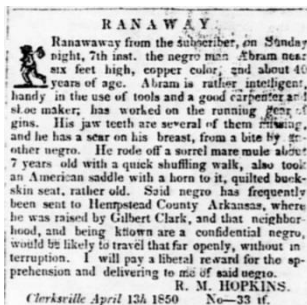 RANAWAY.
Ranawaway from the subscriber, on Sunday
night, 7th inst. the negro man Abram near
six feet high, copper color, and about 40
years of age. Abram is rather intelligent,
handy in the use of tools and a good carpenter and
shoe maker; has worked on the running gear of
gins. His jaw teeth are several of them missing,
and he has a scar on his breast, from a bite by
other negro. He rode off a sorrel mare mule about
7 years old with a quick shuffling walk, also took
an American saddle with a horn to it, quilted buck-
skin seat, rather old. Said negro has frequently
been sent to Hempstead County Arkansas, where
he was raised by Gilbert Clark, and that neighbor-
hood, and being known are a confidential negro,
would be likely to travel that far openly, without in-
terruption. I will pay a liberal reward for the ap-
prehension and delivering to me of said negro.
R. M. HOPKINS.
Clerksville April 13h 1850 No—33 tf.